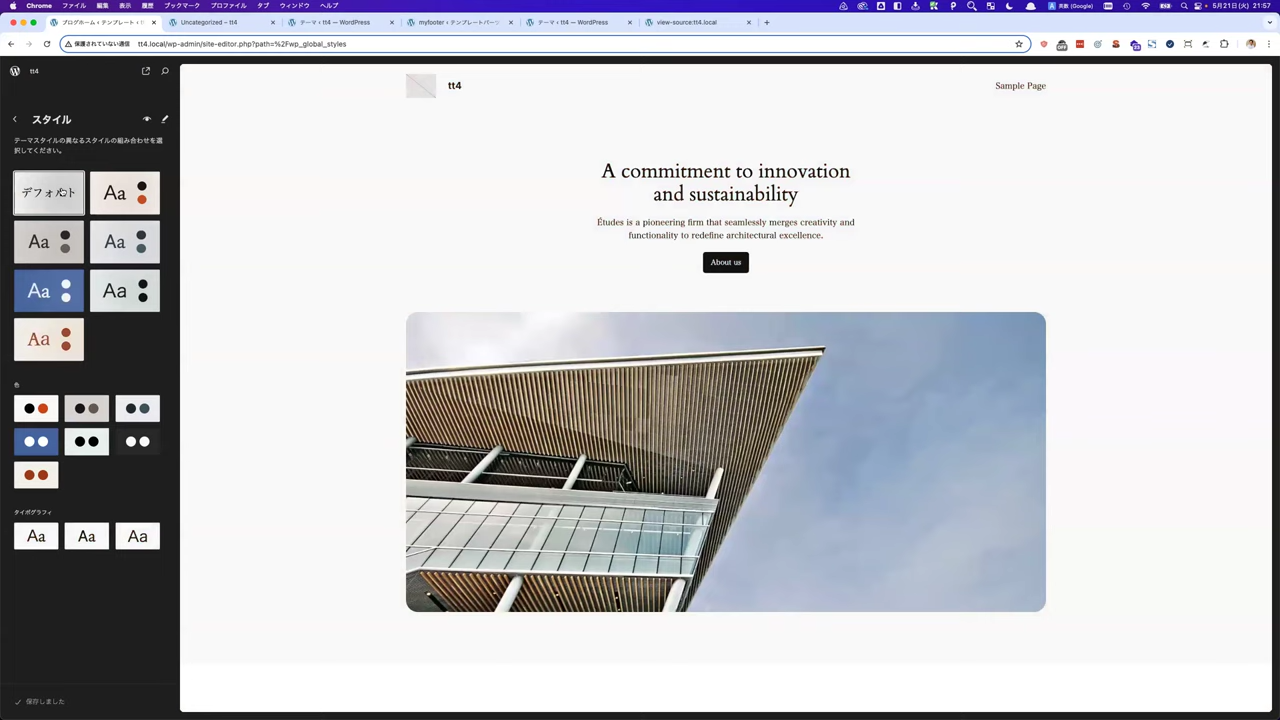 Chrome ファイル 編集 表示 履歴 ブックマーク プロファイル タブ ウィンドウ ヘルプ
A 英数 (Google)
5月21日(火) 21:57
ブログホーム ‹ テンプレート ‹ t
Uncategorized – tt4
テーマ ‹ tt4 — WordPress
myfooter ‹ テンプレートパーツ
テーマ ‹ tt4 — WordPress
view-source:tt4.local
保護されていない通信
tt4.local/wp-admin/site-editor.php?path=%2Fwp_global_styles
tt4
スタイル
テーマスタイルの異なるスタイルの組み合わせを選
択してください。
デフォルト
Aa
Aa
Aa
Aa
Aa
Aa
色
タイポグラフィ
Aa
Aa
Aa
保存しました
tt4
Sample Page
A commitment to innovation
and sustainability
Études is a pioneering firm that seamlessly merges creativity and
functionality to redefine architectural excellence.
About us